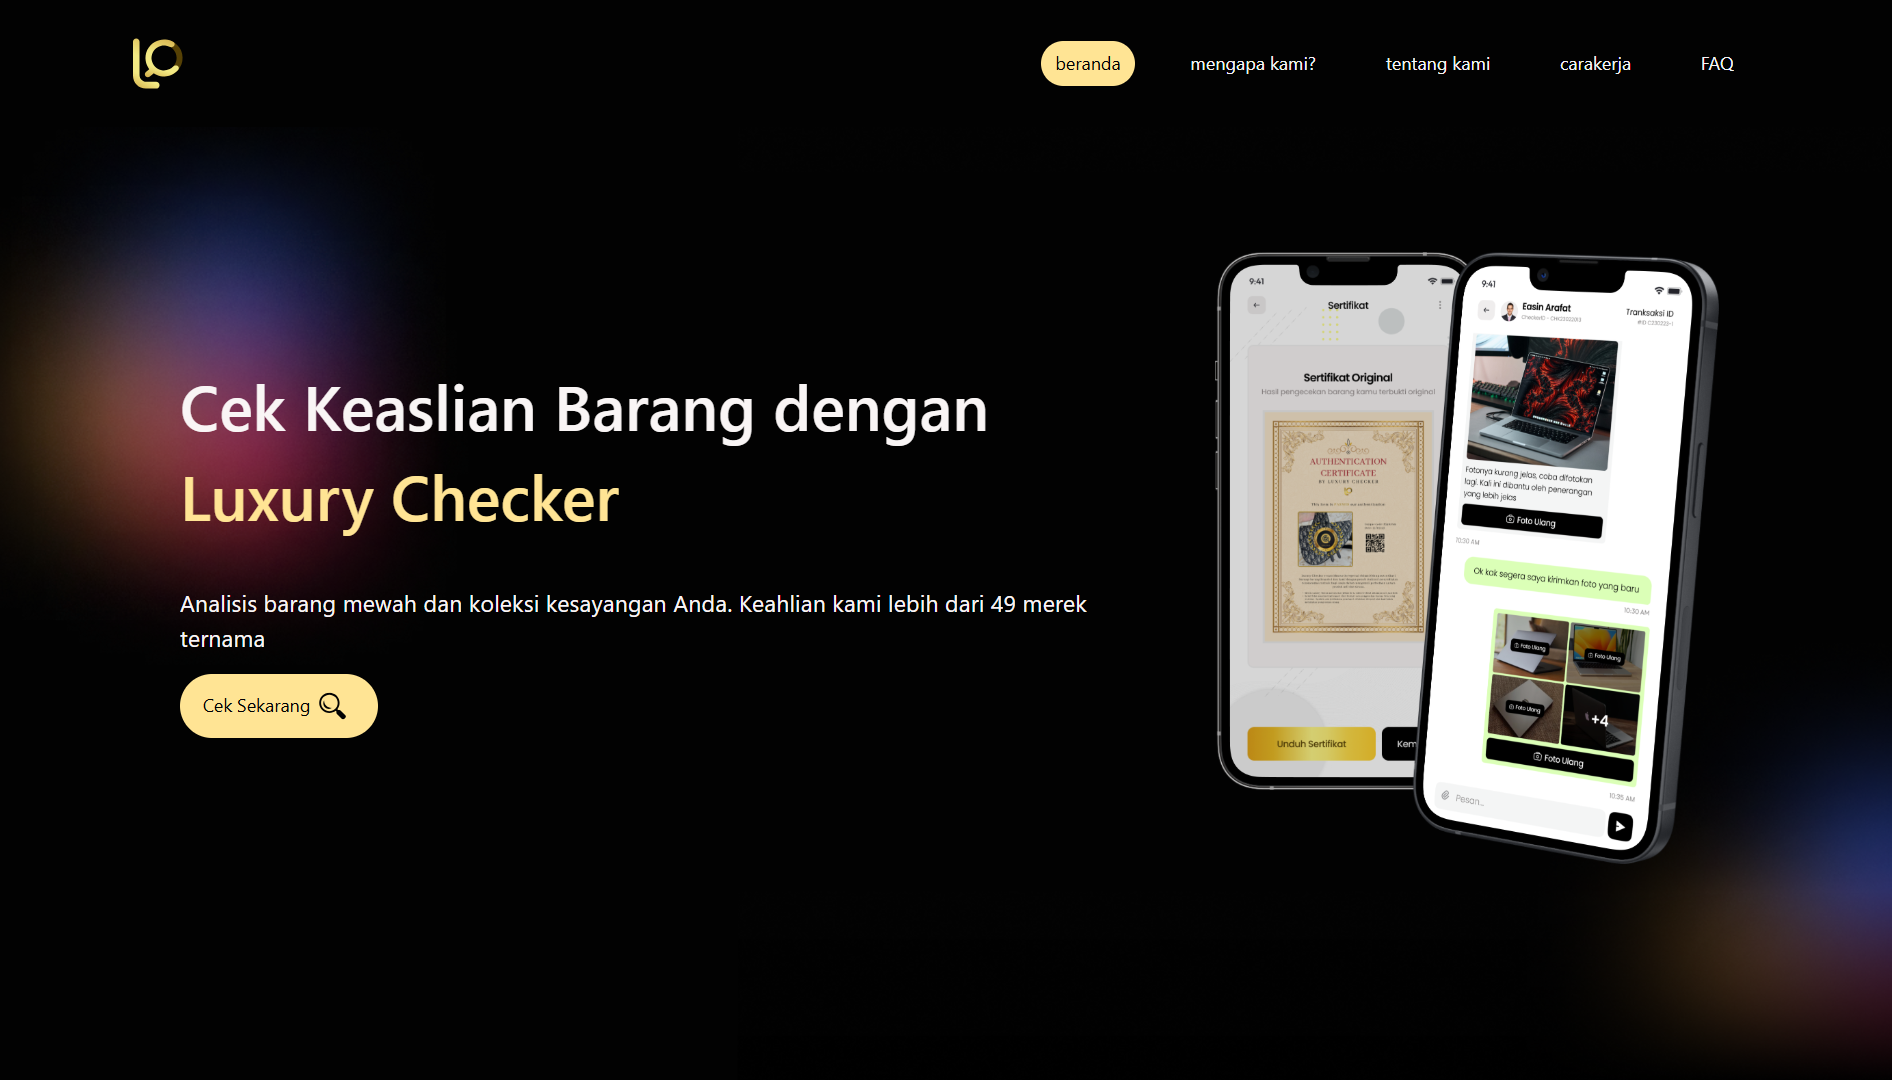 beranda
mengapa kami?
tentang kami
carakerja
FAQ
Cek Keaslian Barang dengan
Luxury Checker
Analisis barang mewah dan koleksi kesayangan Anda. Keahlian kami lebih dari 49 merek
ternama
Cek Sekarang
9:41
Sertifikat
Sertifikat Original
Hasil pengecekan barang kamu terbukti original
AUTHENTICATION
CERTIFICATE
BY LUXURY CHECKER
Unduh Sertifikat
Kem
9:41
Easin Arafat
Tranksaksi ID
Fotonya kurang jelas, coba difotokan
lagi. Kali ini dibantu oleh penerangan
yang lebih jelas
Foto Ulang
10:30 AM
Ok kak segera saya kirimkan foto yang baru
10:30 AM
Foto Ulang
Foto Ulang
Foto Ulang
+4
Foto Ulang
10:35 AM
Pesan...